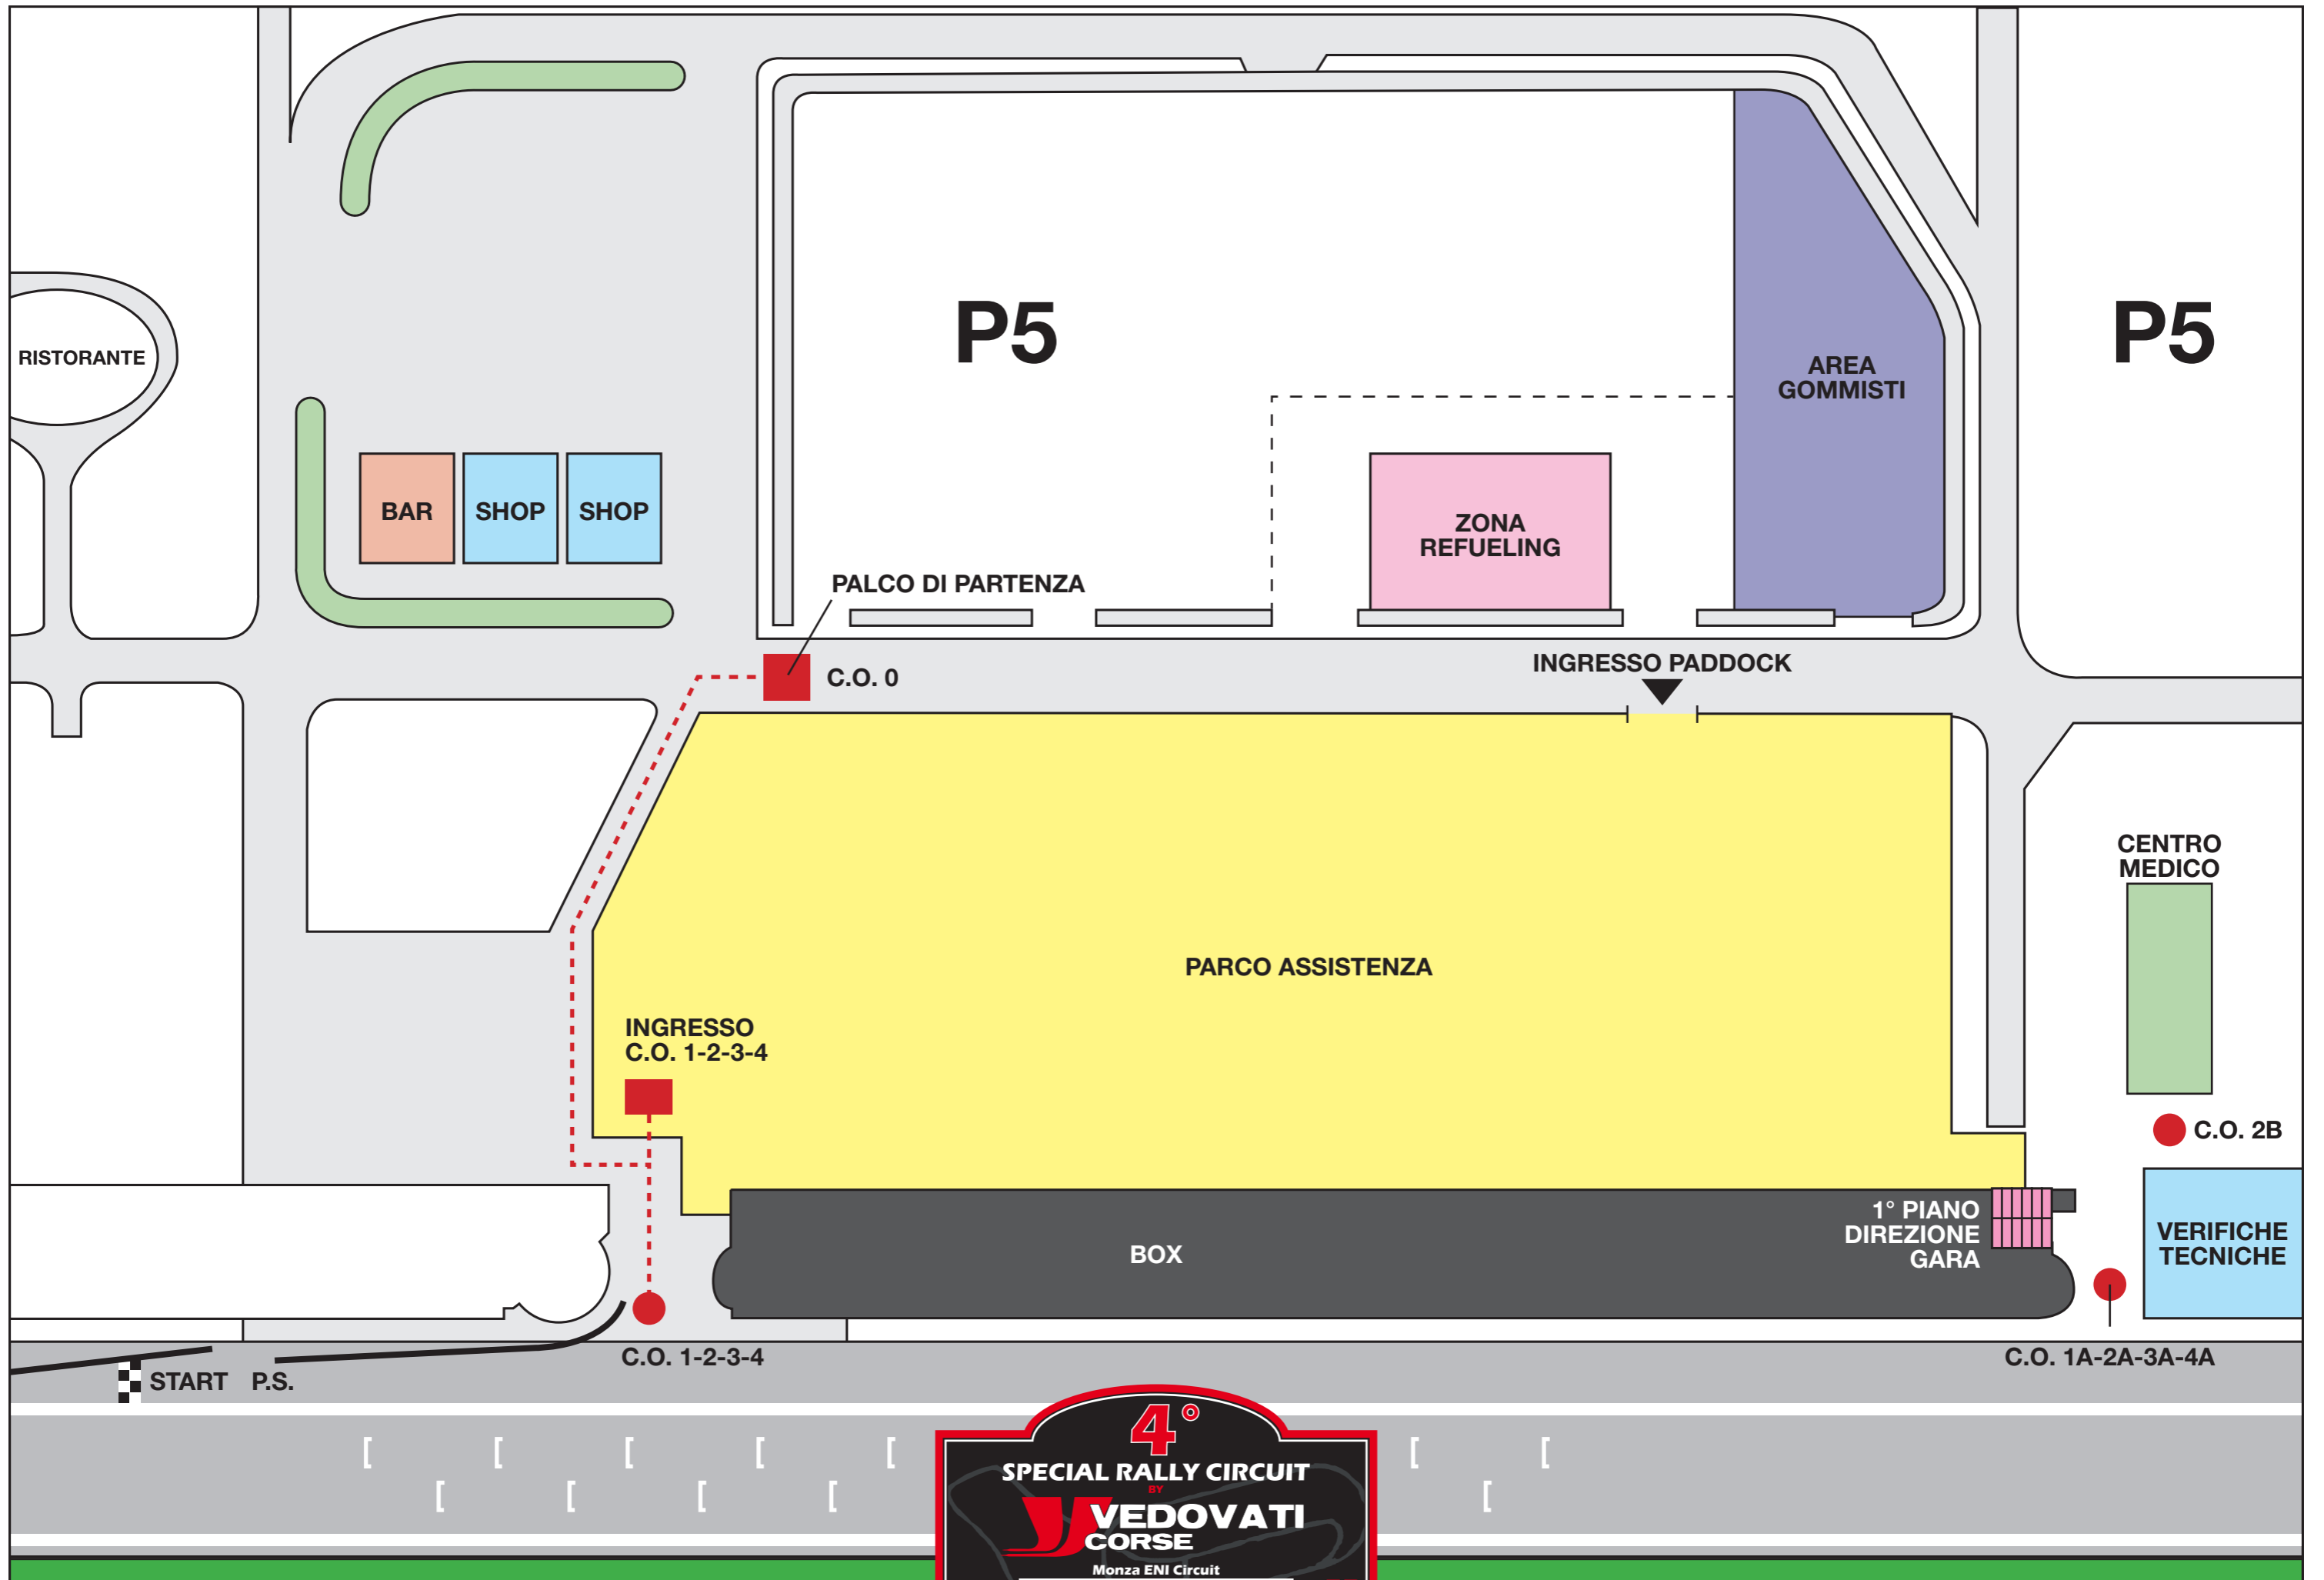 P5
P5
RISTORANTE
AREA
GOMMISTI
BAR
SHOP
SHOP
ZONA
REFUELING
PALCO DI PARTENZA
C.O. 0
INGRESSO PADDOCK
CENTRO
MEDICO
PARCO ASSISTENZA
INGRESSO
C.O. 1-2-3-4
C.O. 2B
1° PIANO
DIREZIONE
GARA
BOX
VERIFICHE
TECNICHE
C.O. 1-2-3-4
C.O. 1A-2A-3A-4A
START P.S.
4°
SPECIAL RALLY CIRCUIT
BY
VEDOVATI
CORSE
Monza ENI Circuit